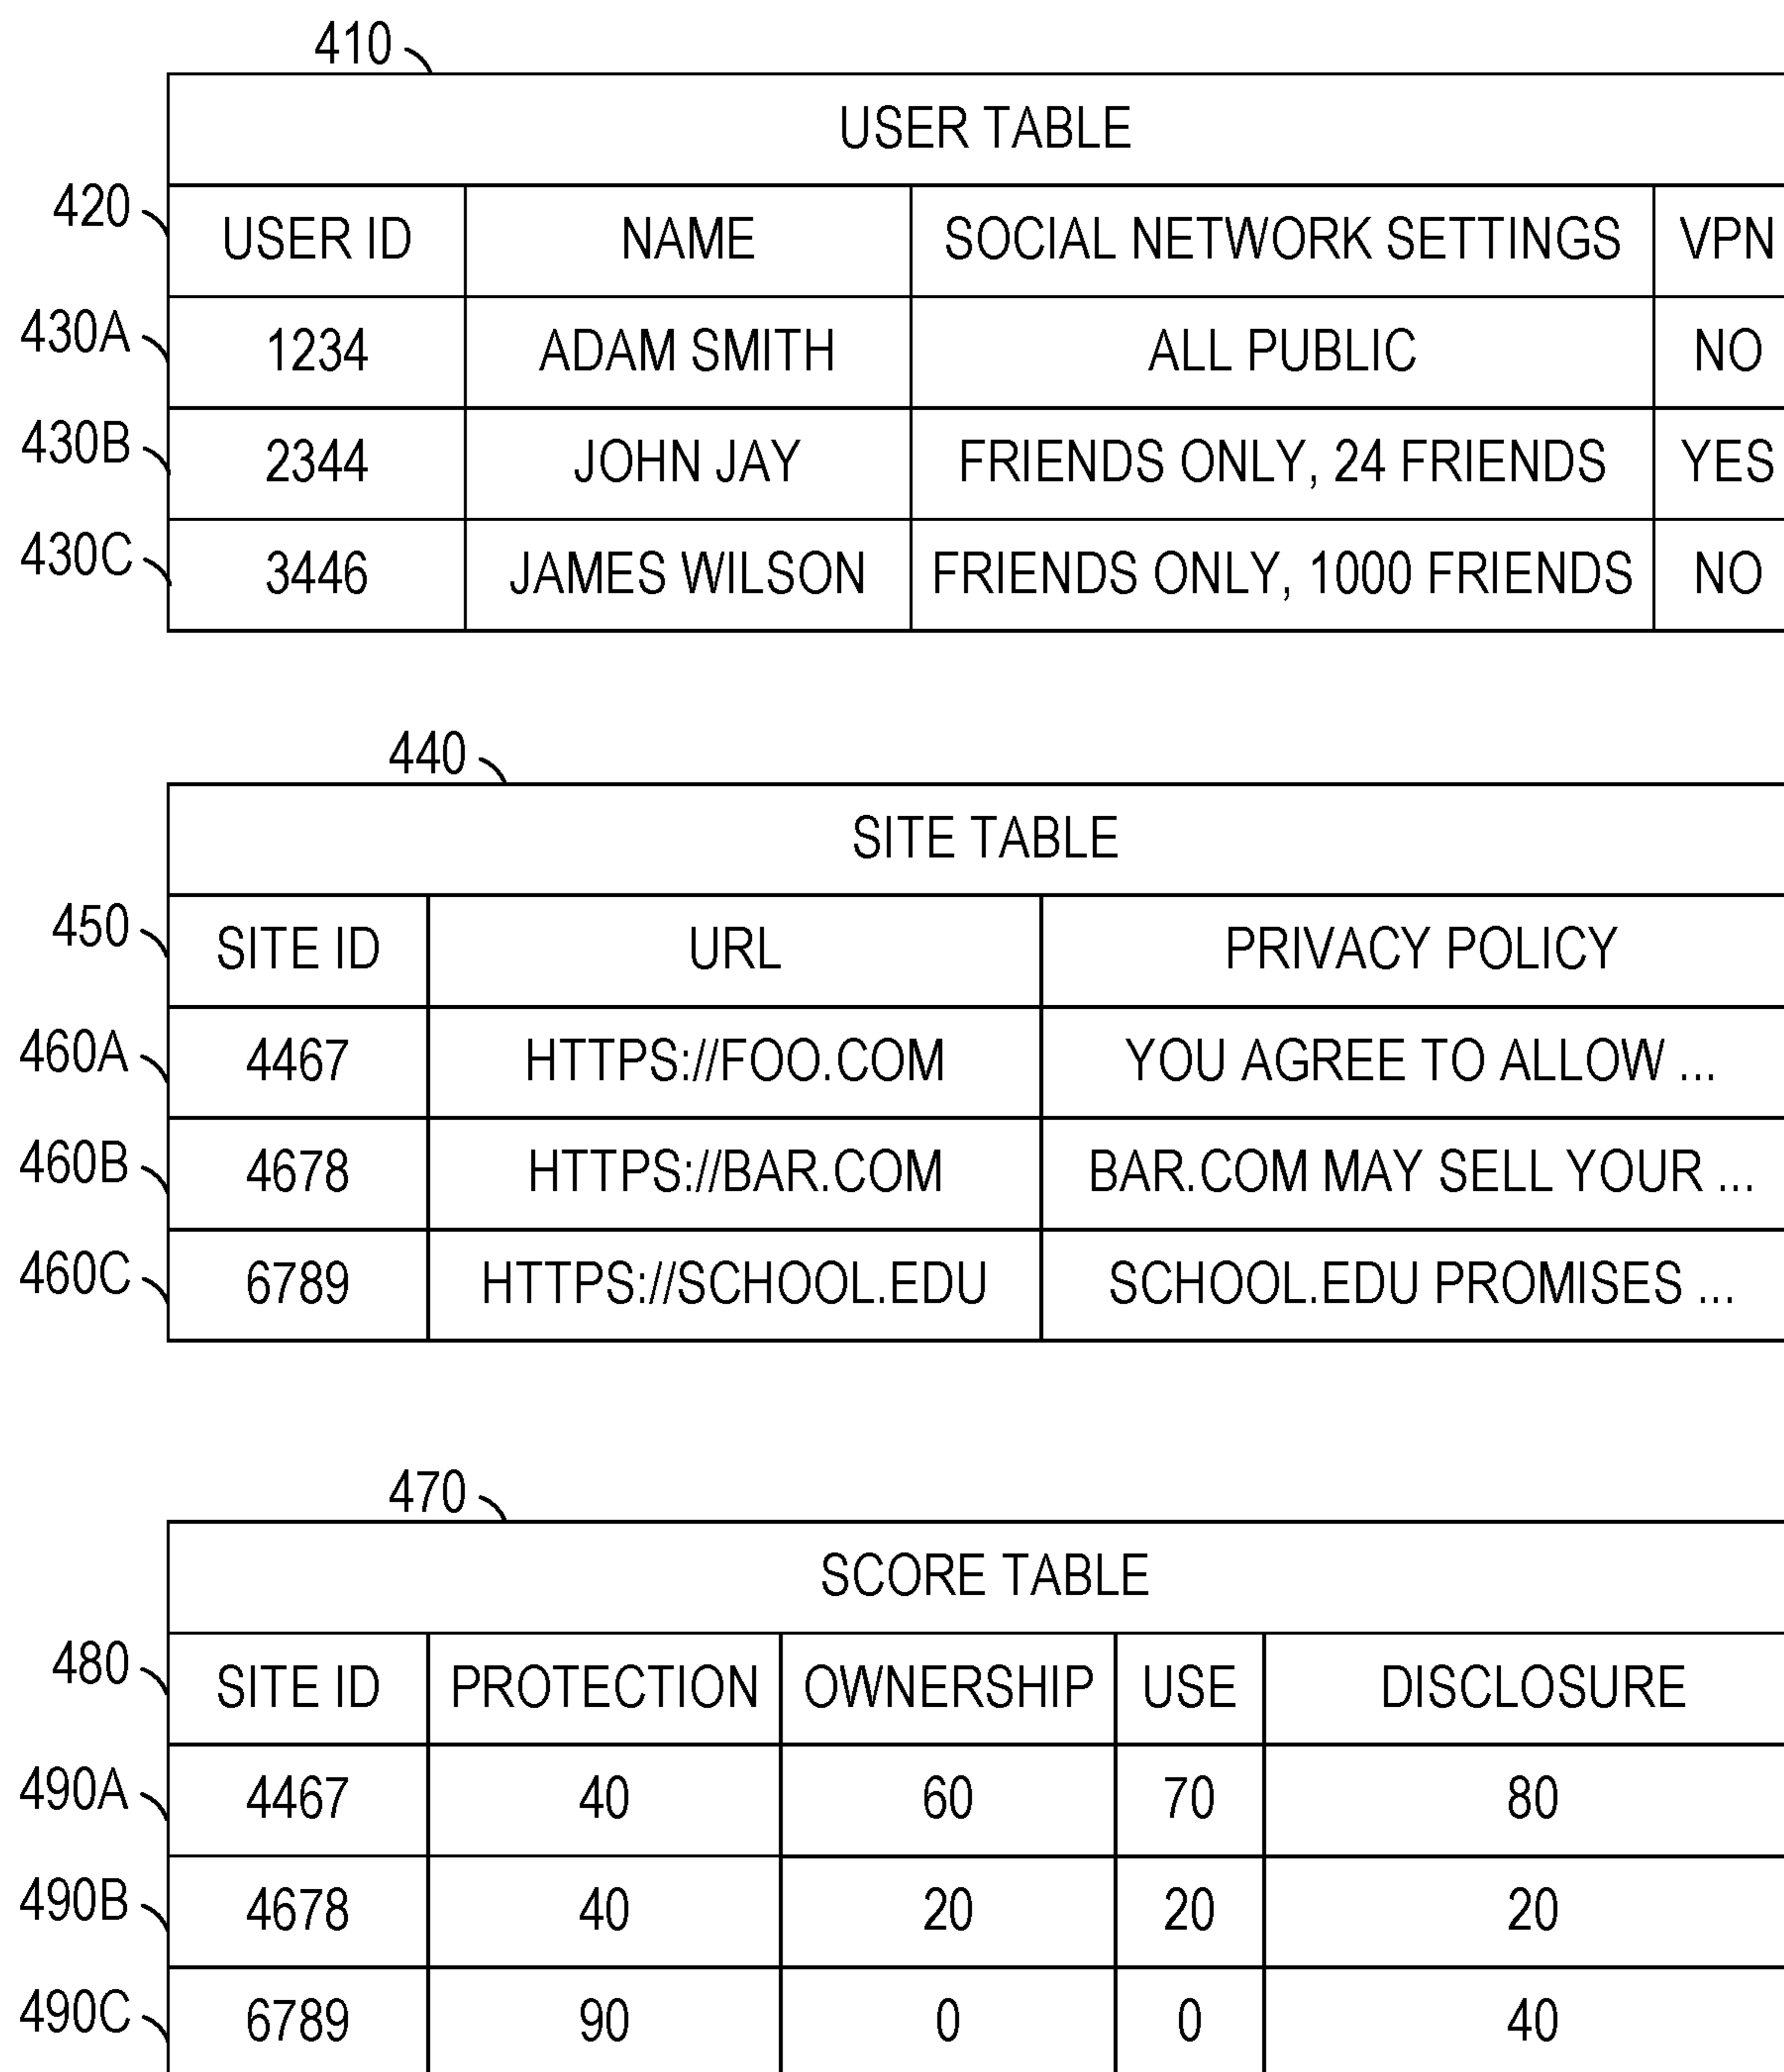 410
USER TABLE
420 USER ID NAME SOCIAL NETWORK SETTINGS VPN
430A 1234 ADAM SMITH ALL PUBLIC NO
430B 2344 JOHN JAY FRIENDS ONLY, 24 FRIENDS YES
430C 3446 JAMES WILSON FRIENDS ONLY, 1000 FRIENDS NO
440
SITE TABLE
450 SITE ID URL PRIVACY POLICY
460A 4467 HTTPS://FOO.COM YOU AGREE TO ALLOW ...
460B 4678 HTTPS://BAR.COM BAR.COM MAY SELL YOUR ...
460C 6789 HTTPS://SCHOOL.EDU SCHOOL.EDU PROMISES ...
470
SCORE TABLE
480 SITE ID PROTECTION OWNERSHIP USE DISCLOSURE
490A 4467 40 60 70 80
490B 4678 40 20 20 20
490C 6789 90 0 0 40